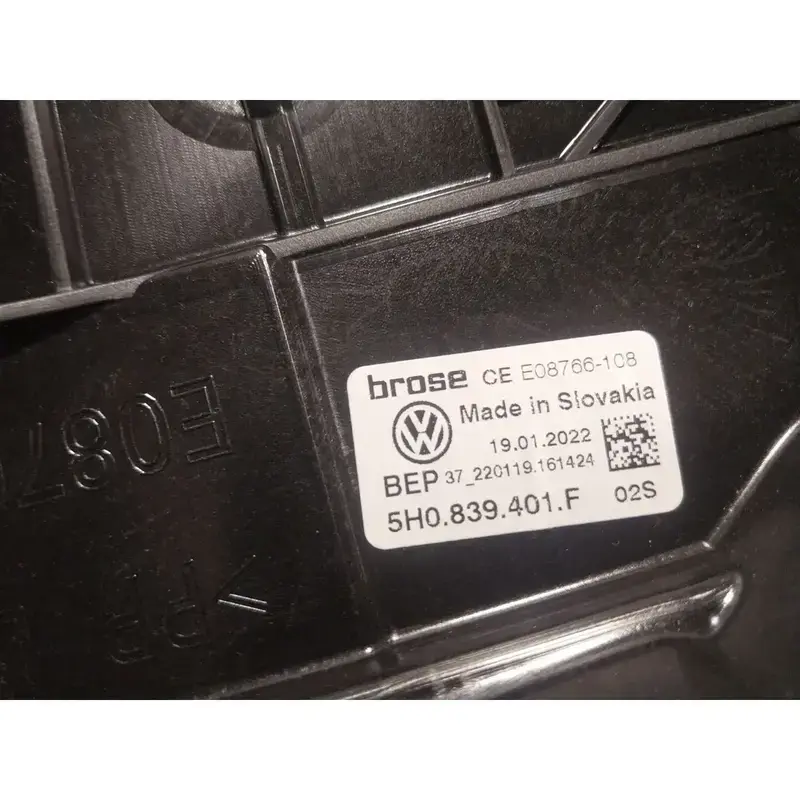 brose CE E08766-108
Made in Slovakia
19.01.2022
BEP 37_220119.161424
5H0.839.401.F 02S